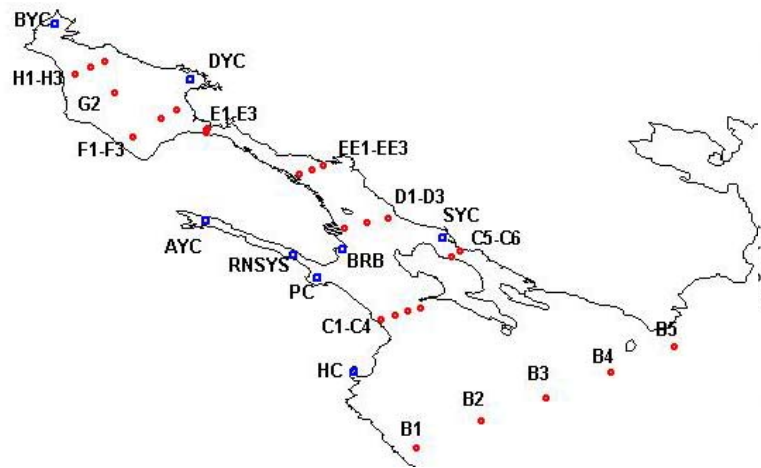 BYC
DYC
H1-H3
G2
E1-E3
F1-F3
EE1-EE3
D1-D3
SYC
C5-C6
AYC
RNSYS
BRB
PC
C1-C4
B5
B4
HC
B3
B2
B1